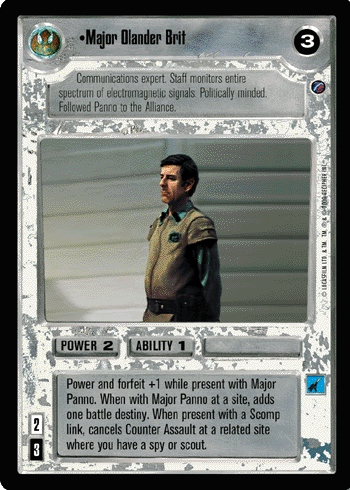 •Major Olander Brit
3
Communications expert. Staff monitors entire
spectrum of electromagnetic signals. Politically minded.
Followed Panno to the Alliance.
POWER 2 ABILITY 1
Power and forfeit +1 while present with Major
Panno. When with Major Panno at a site, adds
one battle destiny. When present with a Scomp
link, cancels Counter Assault at a related site
where you have a spy or scout.
2
3